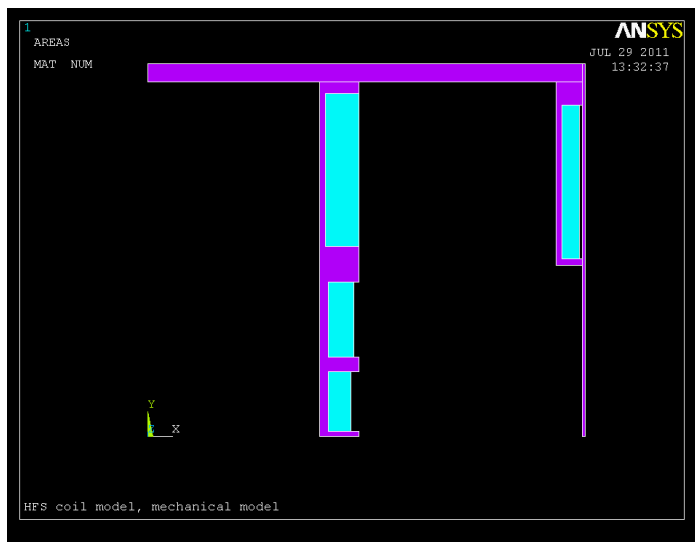 1
AREAS
MAT NUM
ANSYS
JUL 29 2011
13:32:37
Y
X
HFS coil model, mechanical model